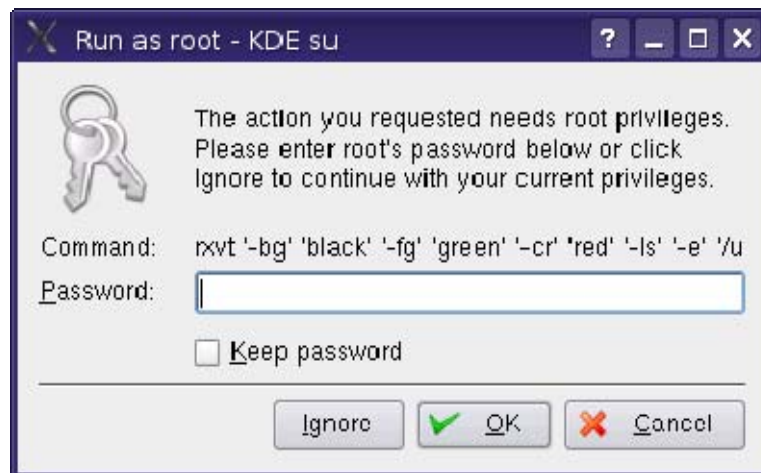 Run as root - KDE su
The action you requested needs root privileges.
Please enter root's password below or click
Ignore to continue with your current privileges.
Command: rxvt '-bg' 'black' '-fg' 'green' '-cr' 'red' '-ls' '-e' '/u
Password:
Keep password
Ignore OK Cancel